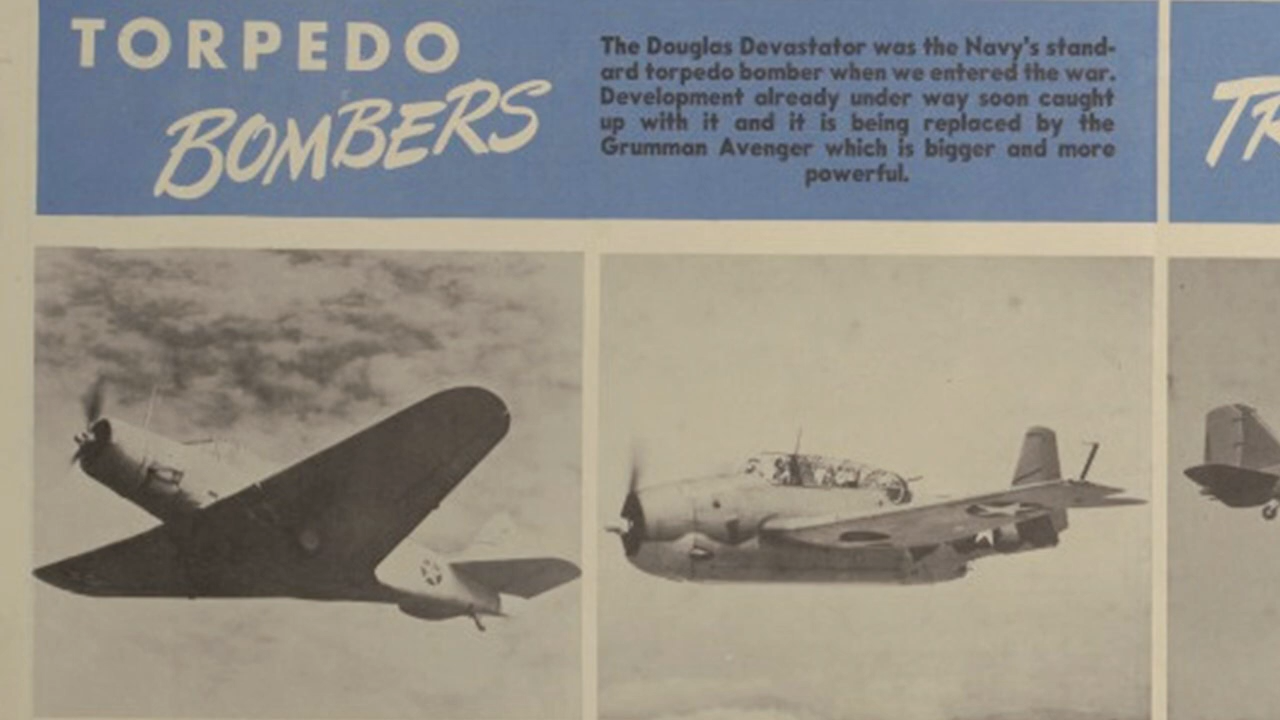 TORPEDO
BOMBERS
The Douglas Devastator was the Navy's stand-
ard torpedo bomber when we entered the war.
Development already under way soon caught
up with it and it is being replaced by the
Grumman Avenger which is bigger and more
powerful.
TR